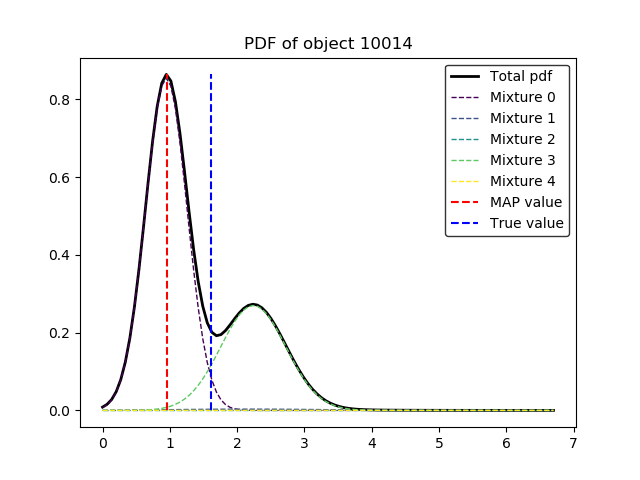 PDF of object 10014
Total pdf
Mixture 0
Mixture 1
Mixture 2
Mixture 3
Mixture 4
MAP value
True value
0.8
0.6
0.4
0.2
0.0
0 1 2 3 4 5 6 7